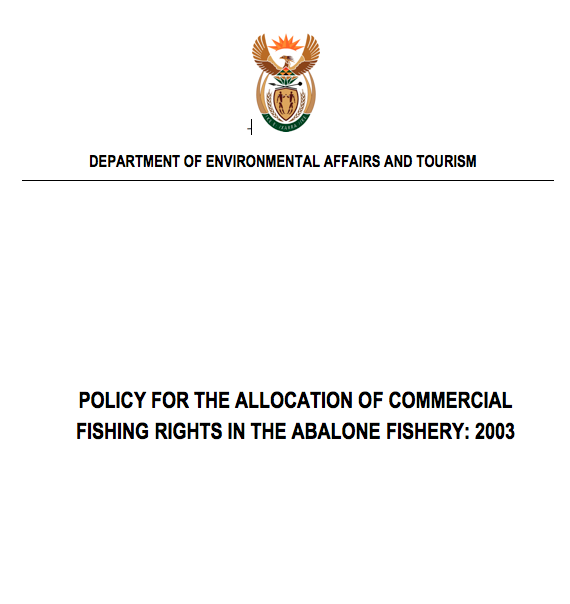 DEPARTMENT OF ENVIRONMENTAL AFFAIRS AND TOURISM
POLICY FOR THE ALLOCATION OF COMMERCIAL
FISHING RIGHTS IN THE ABALONE FISHERY: 2003